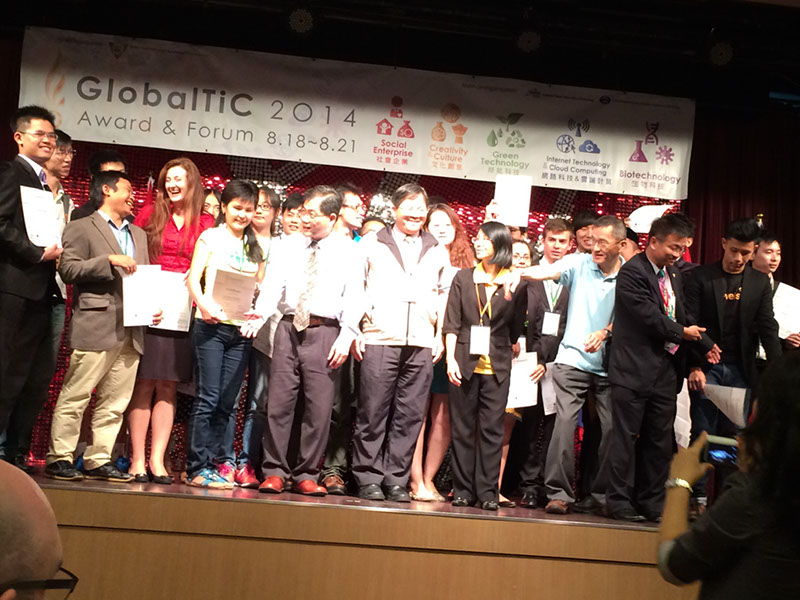 GlobalTiC 2014
Award & Forum 8.18~8.21
Social
Enterprise
社會企業
Creativity
& Culture
文化創意
Green
Technology
綠能科技
Internet Technology
& Cloud Computing
網路科技&雲端計算
Biotechnology
生物科技